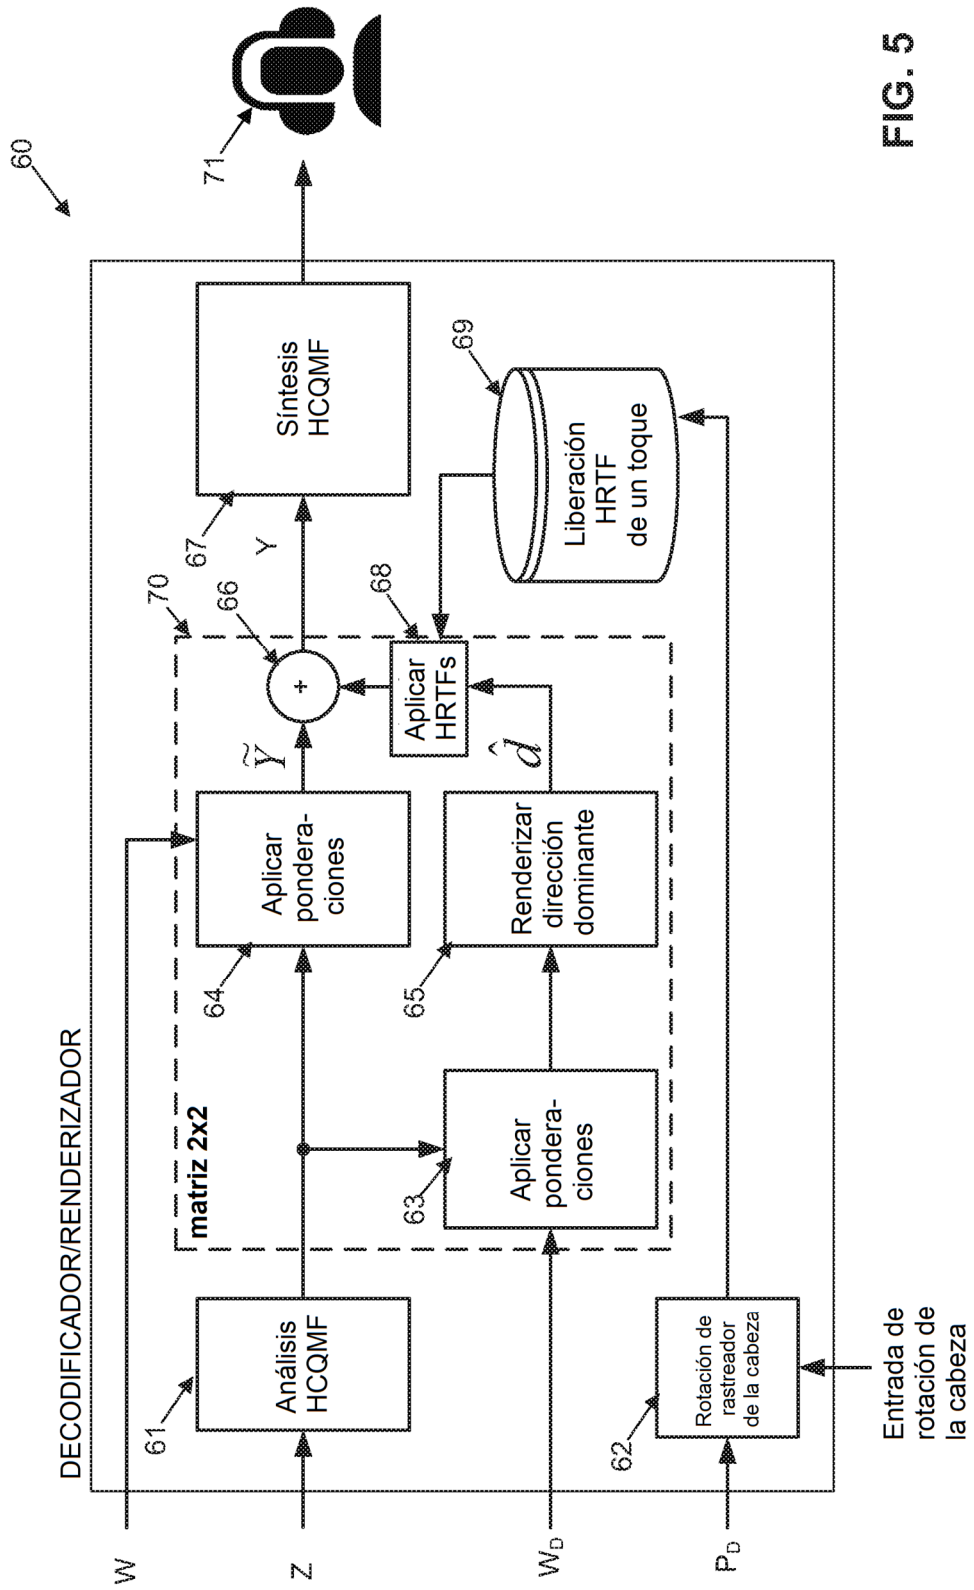 60
DECODIFICADOR/RENDERIZADOR
W
Z
W_D
P_D
61
Análisis
HCQMF
62
Rotación de
rastreador
de la cabeza
Entrada de
rotación de
la cabeza
matriz 2x2
70
63
Aplicar
pondera-
ciones
64
Aplicar
pondera-
ciones
65
Renderizar
dirección
dominante
Ỹ
d̂
66
+
68
Aplicar
HRTFs
Y
67
Síntesis
HCQMF
69
Liberación
HRTF
de un toque
71
FIG. 5